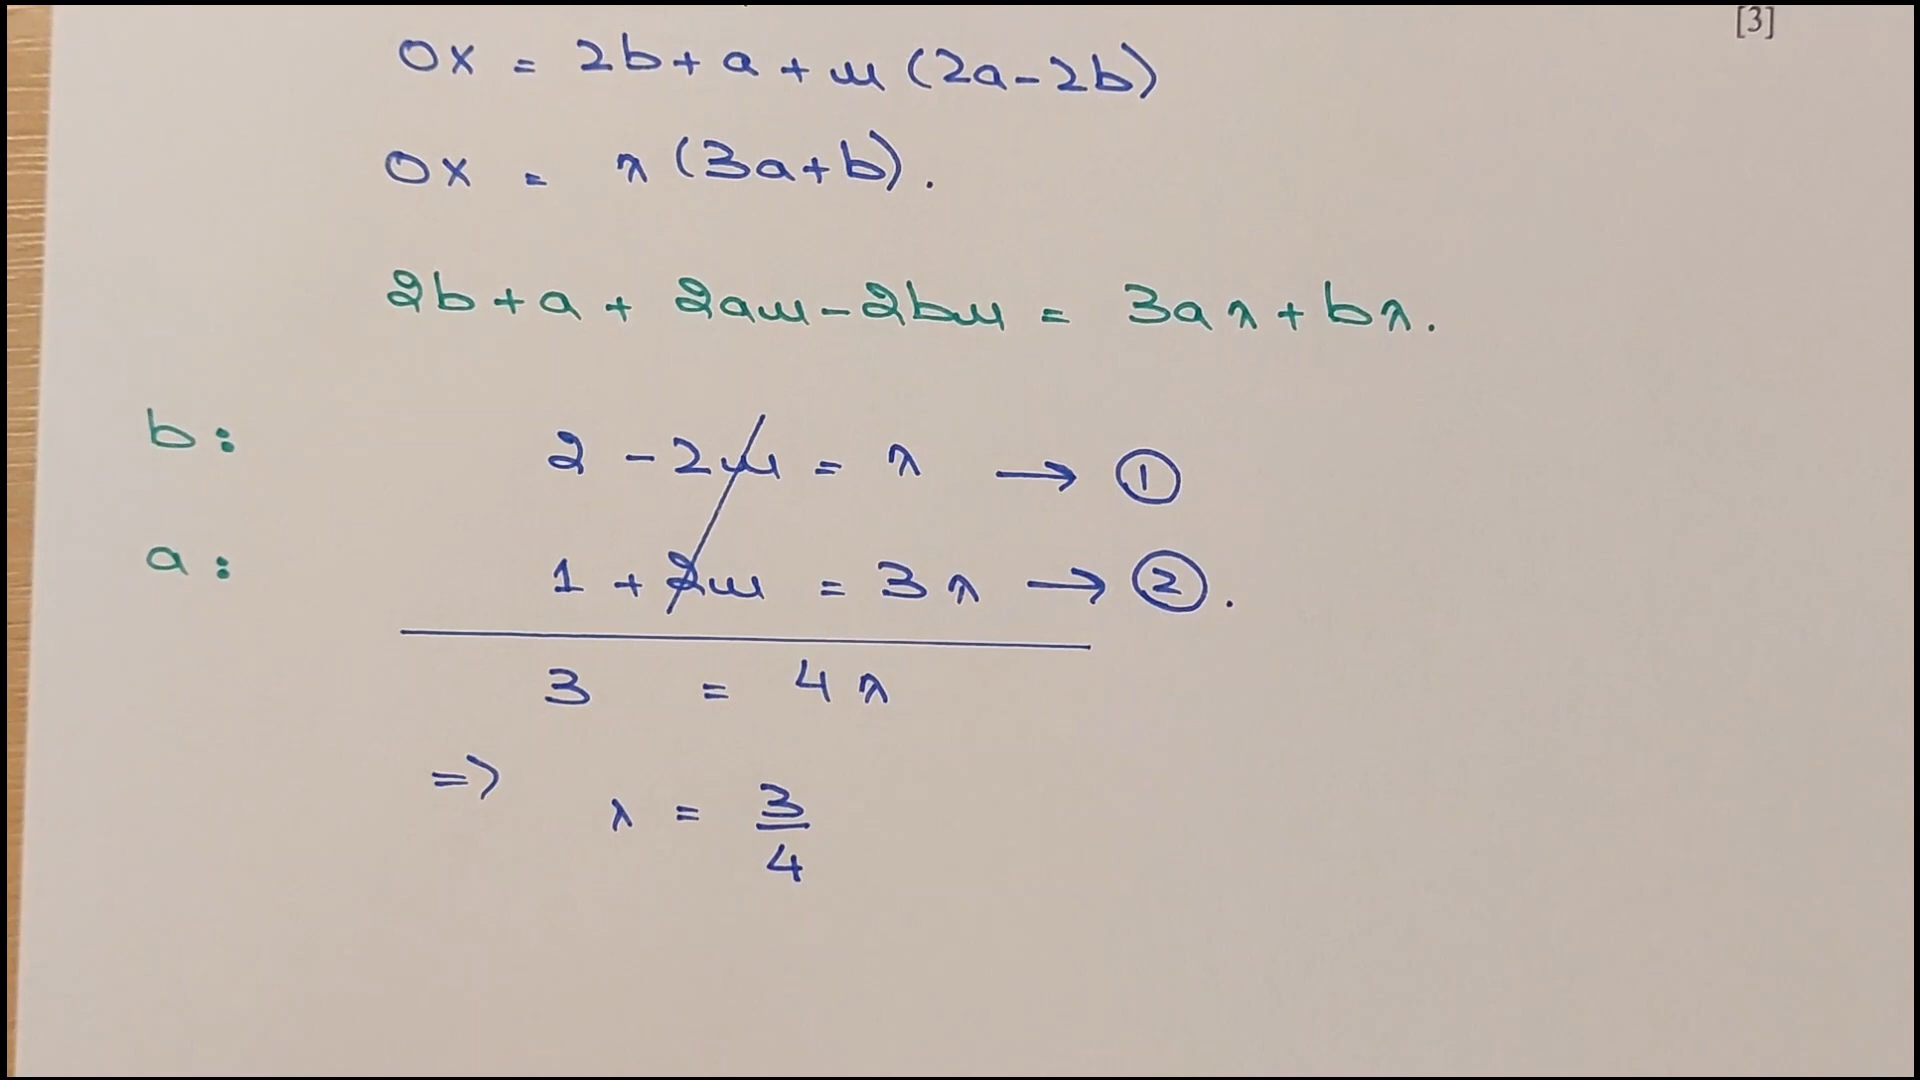 [3]
OX = 2b + a + μ (2a - 2b)
OX = λ (3a + b).
2b + a + 2aμ - 2bμ = 3aλ + bλ.
b: 2 - 2μ = λ → ①
a: 1 + 2μ = 3λ → ②.
3 = 4λ
=> λ = 3/4